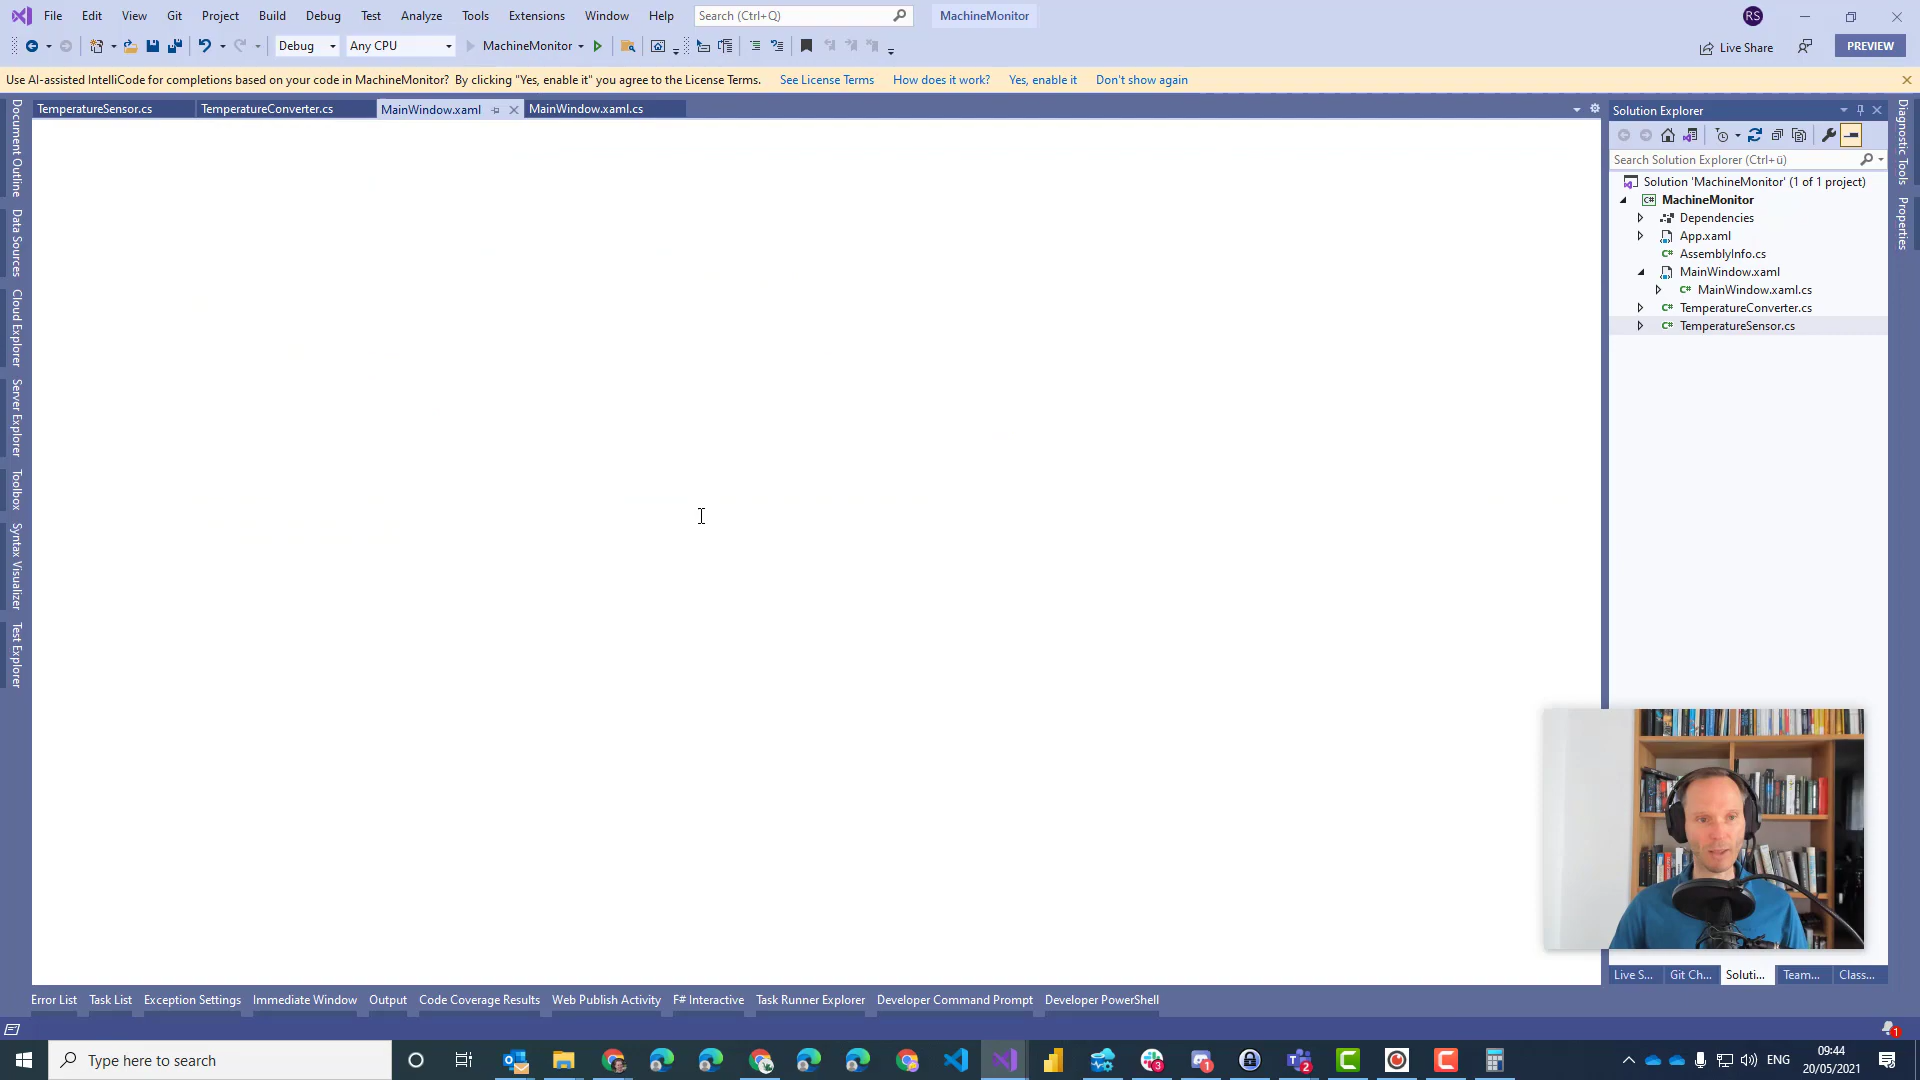 File Edit View Git Project Build Debug Test Analyze Tools Extensions Window Help Search (Ctrl+Q) MachineMonitor RS
Debug Any CPU MachineMonitor Live Share PREVIEW
Use AI-assisted IntelliCode for completions based on your code in MachineMonitor? By clicking "Yes, enable it" you agree to the License Terms. See License Terms How does it work? Yes, enable it Don't show again
TemperatureSensor.cs TemperatureConverter.cs MainWindow.xaml MainWindow.xaml.cs
Document Outline
Data Sources
Cloud Explorer
Server Explorer
Toolbox
Syntax Visualizer
Test Explorer
Solution Explorer
Search Solution Explorer (Ctrl+ü)
Solution 'MachineMonitor' (1 of 1 project)
C# MachineMonitor
Dependencies
App.xaml
C# AssemblyInfo.cs
MainWindow.xaml
C# MainWindow.xaml.cs
C# TemperatureConverter.cs
C# TemperatureSensor.cs
Diagnostic Tools
Properties
Live S... Git Ch... Soluti... Team... Class...
Error List Task List Exception Settings Immediate Window Output Code Coverage Results Web Publish Activity F# Interactive Task Runner Explorer Developer Command Prompt Developer PowerShell
1
Type here to search 3 1 2 ENG
09:44
20/05/2021